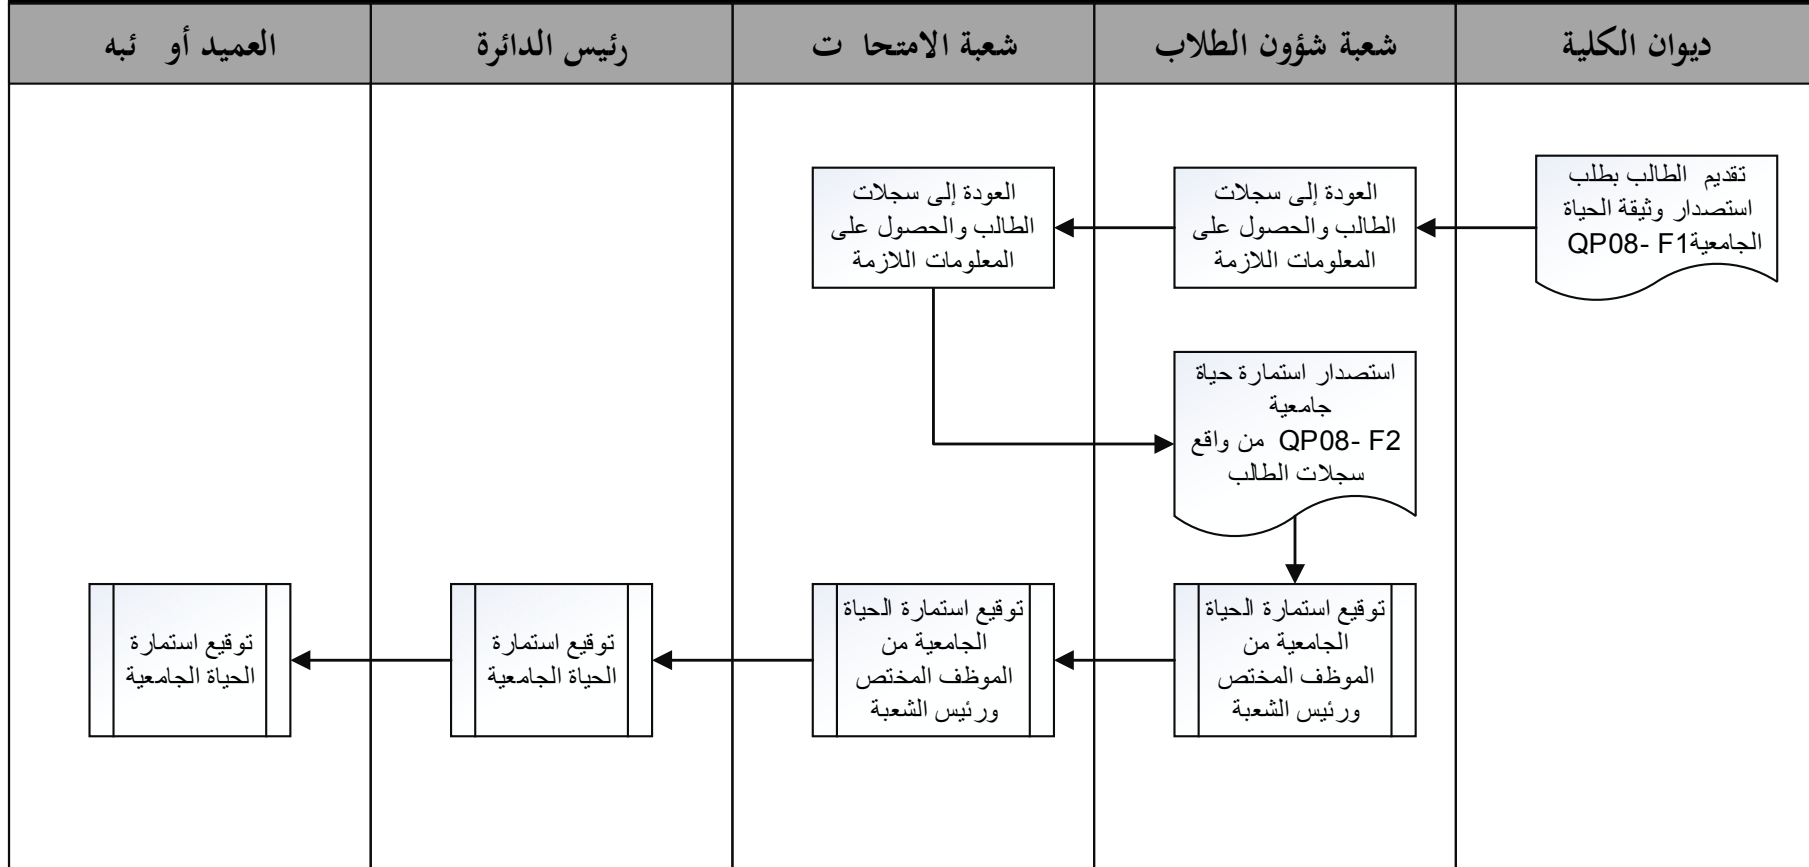 ديوان الكلية
شعبة شؤون الطلاب
شعبة الامتحا ت
رئيس الدائرة
العميد أو ئبه
تقديم الطالب بطلب
استصدار وثيقة الحياة
الجامعيةQP08- F1
العودة إلى سجلات
الطالب والحصول على
المعلومات اللازمة
العودة إلى سجلات
الطالب والحصول على
المعلومات اللازمة
استصدار استمارة حياة
جامعية
QP08- F2 من واقع
سجلات الطالب
توقيع استمارة الحياة
الجامعية من
الموظف المختص
ورئيس الشعبة
توقيع استمارة الحياة
الجامعية من
الموظف المختص
ورئيس الشعبة
توقيع استمارة
الحياة الجامعية
توقيع استمارة
الحياة الجامعية